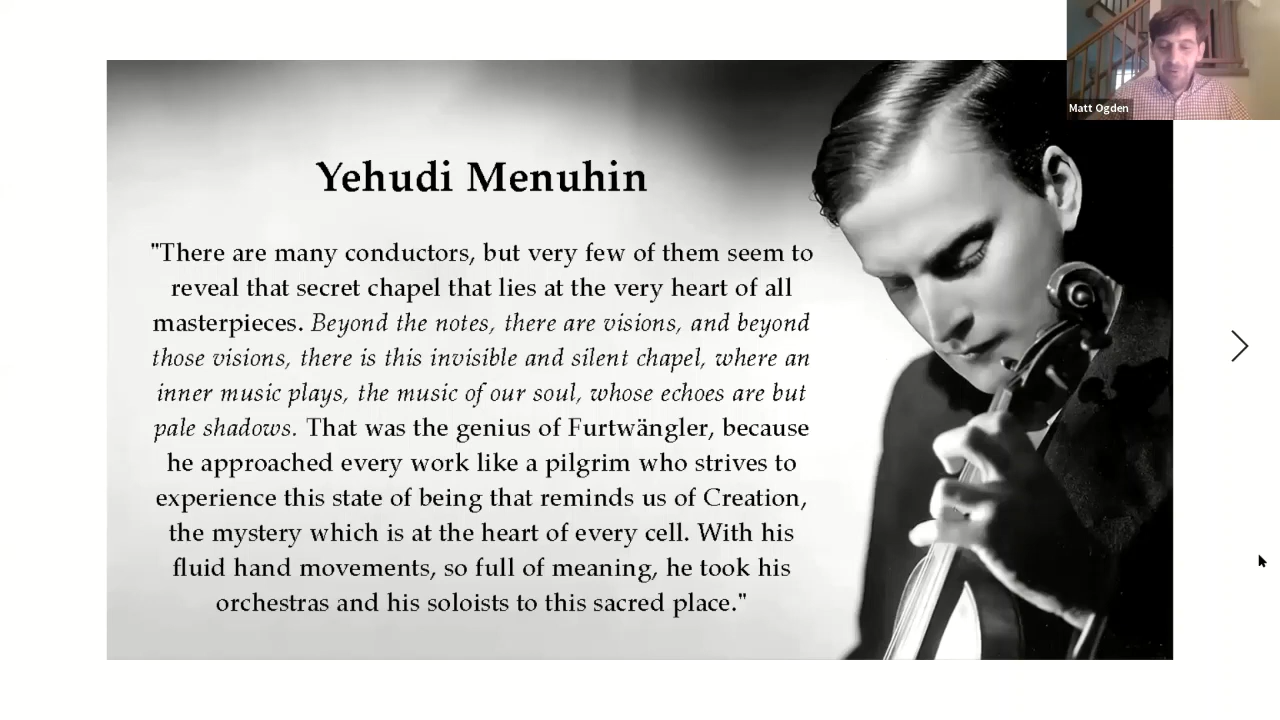 Matt Ogden
Yehudi Menuhin
"There are many conductors, but very few of them seem to
reveal that secret chapel that lies at the very heart of all
masterpieces. Beyond the notes, there are visions, and beyond
those visions, there is this invisible and silent chapel, where an
inner music plays, the music of our soul, whose echoes are but
pale shadows. That was the genius of Furtwängler, because
he approached every work like a pilgrim who strives to
experience this state of being that reminds us of Creation,
the mystery which is at the heart of every cell. With his
fluid hand movements, so full of meaning, he took his
orchestras and his soloists to this sacred place."